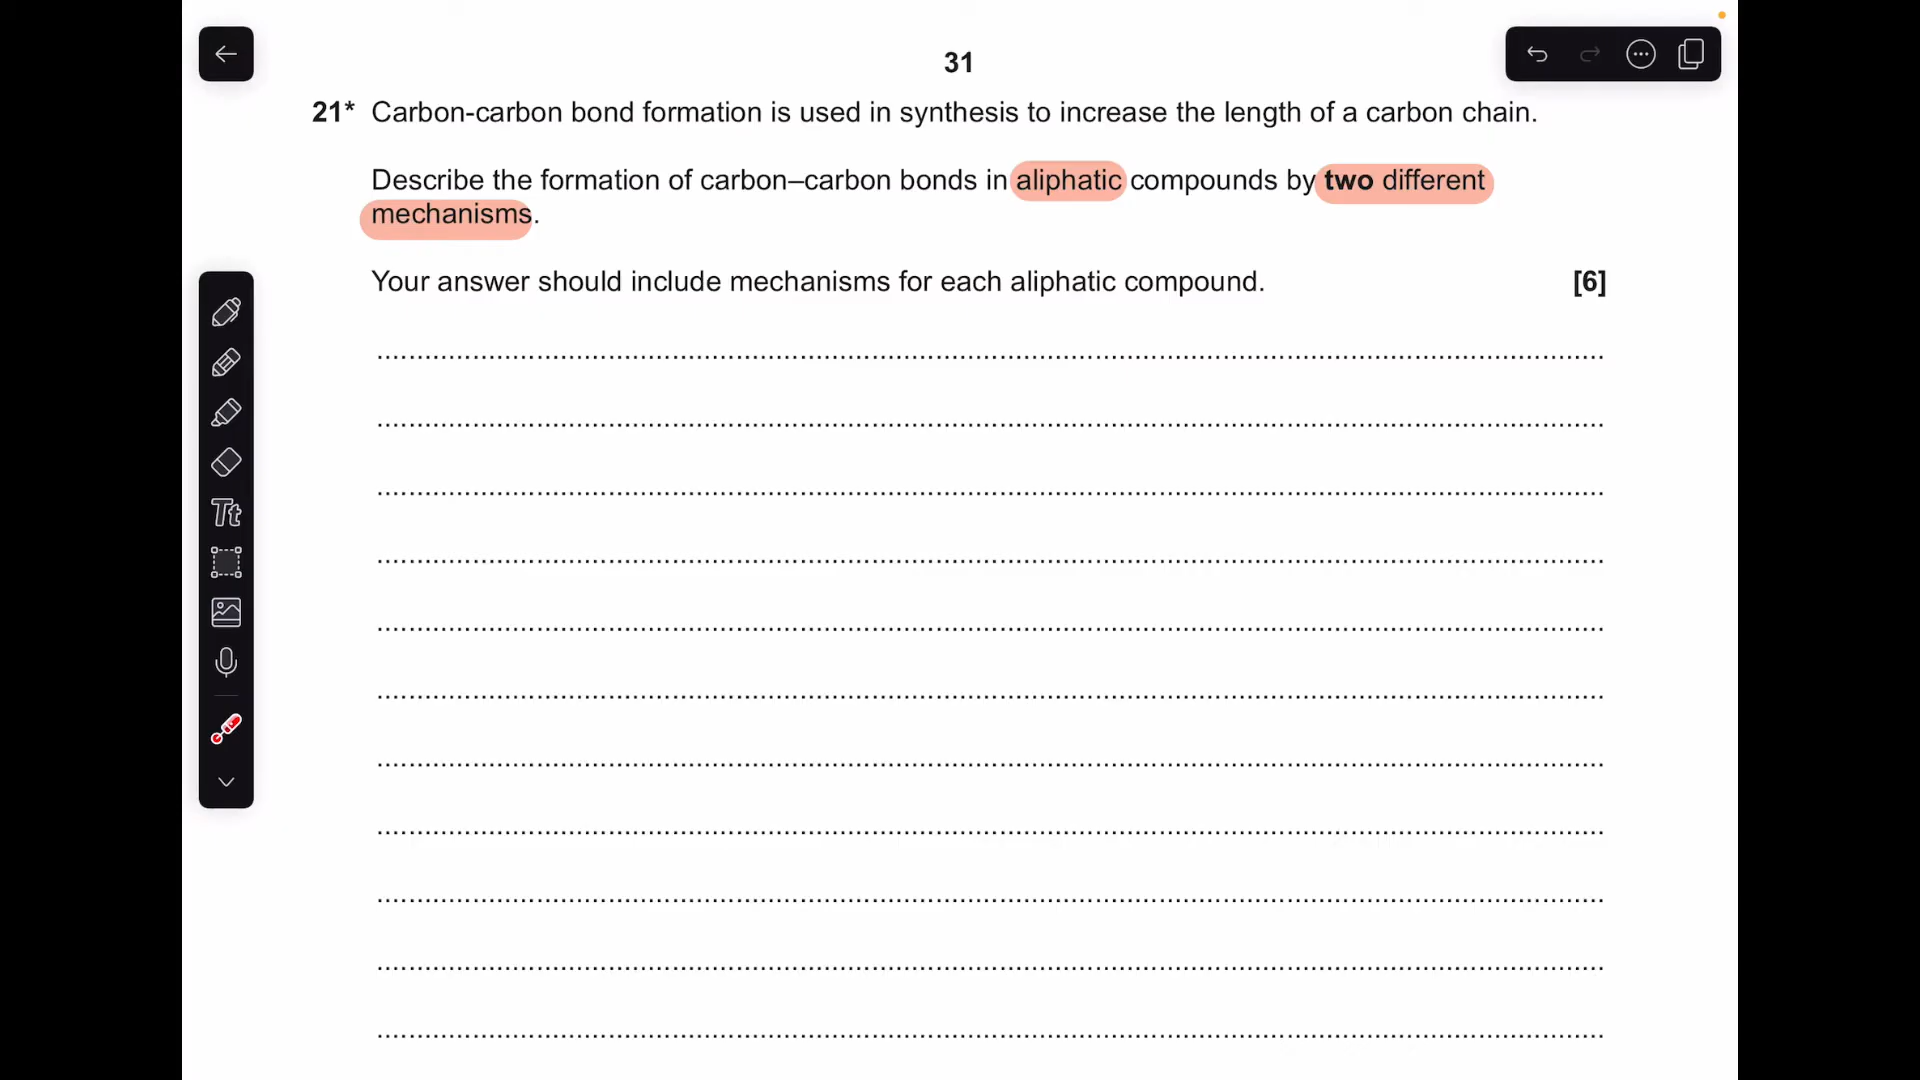 31
21* Carbon-carbon bond formation is used in synthesis to increase the length of a carbon chain.
Describe the formation of carbon–carbon bonds in aliphatic compounds by two different
mechanisms.
Your answer should include mechanisms for each aliphatic compound. [6]
Tt